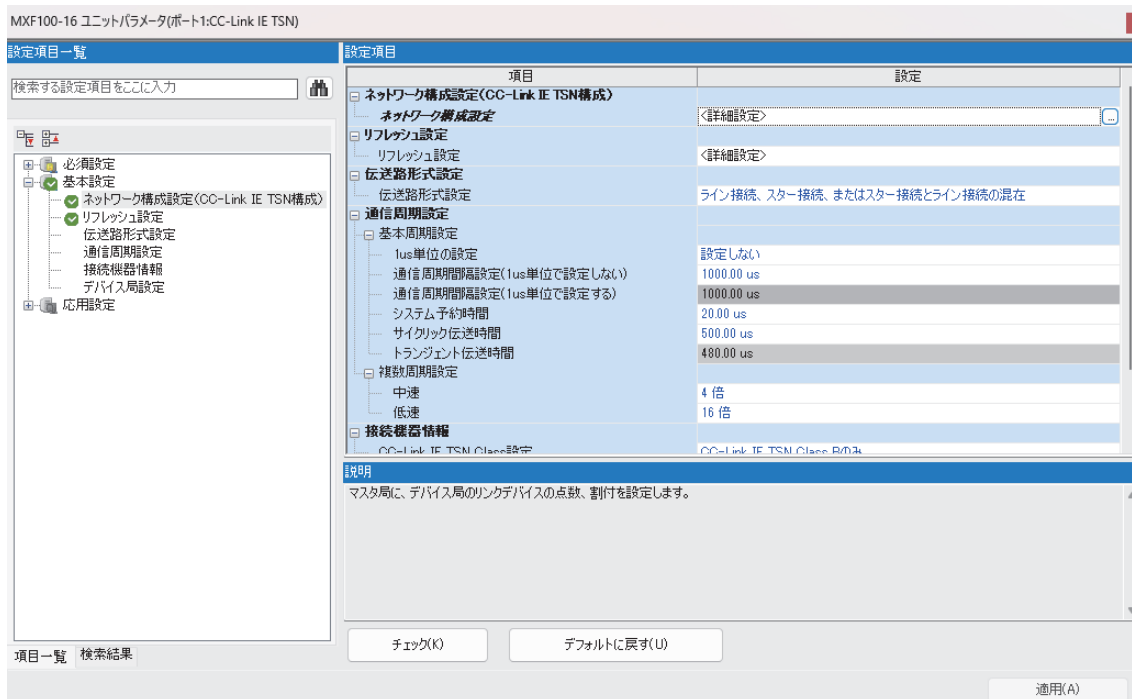 MXF100-16 ユニットパラメータ(ポート1:CC-Link IE TSN)
設定項目一覧
検索する設定項目をここに入力
必須設定
基本設定
ネットワーク構成設定(CC-Link IE TSN構成)
リフレッシュ設定
伝送路形式設定
通信周期設定
接続機器情報
デバイス局設定
応用設定
項目一覧 検索結果
設定項目
項目 設定
ネットワーク構成設定(CC-Link IE TSN構成)
ネットワーク構成設定 <詳細設定> ...
リフレッシュ設定
リフレッシュ設定 <詳細設定>
伝送路形式設定
伝送路形式設定 ライン接続、スター接続、またはスター接続とライン接続の混在
通信周期設定
基本周期設定
1us単位の設定 設定しない
通信周期間隔設定(1us単位で設定しない) 1000.00 us
通信周期間隔設定(1us単位で設定する) 1000.00 us
システム予約時間 20.00 us
サイクリック伝送時間 500.00 us
トランジェント伝送時間 480.00 us
複数周期設定
中速 4 倍
低速 16 倍
接続機器情報
CC-Link IE TSN Class設定 CC-Link IE TSN Class Bのみ
説明
マスタ局に、デバイス局のリンクデバイスの点数、割付を設定します。
チェック(K) デフォルトに戻す(U)
適用(A)